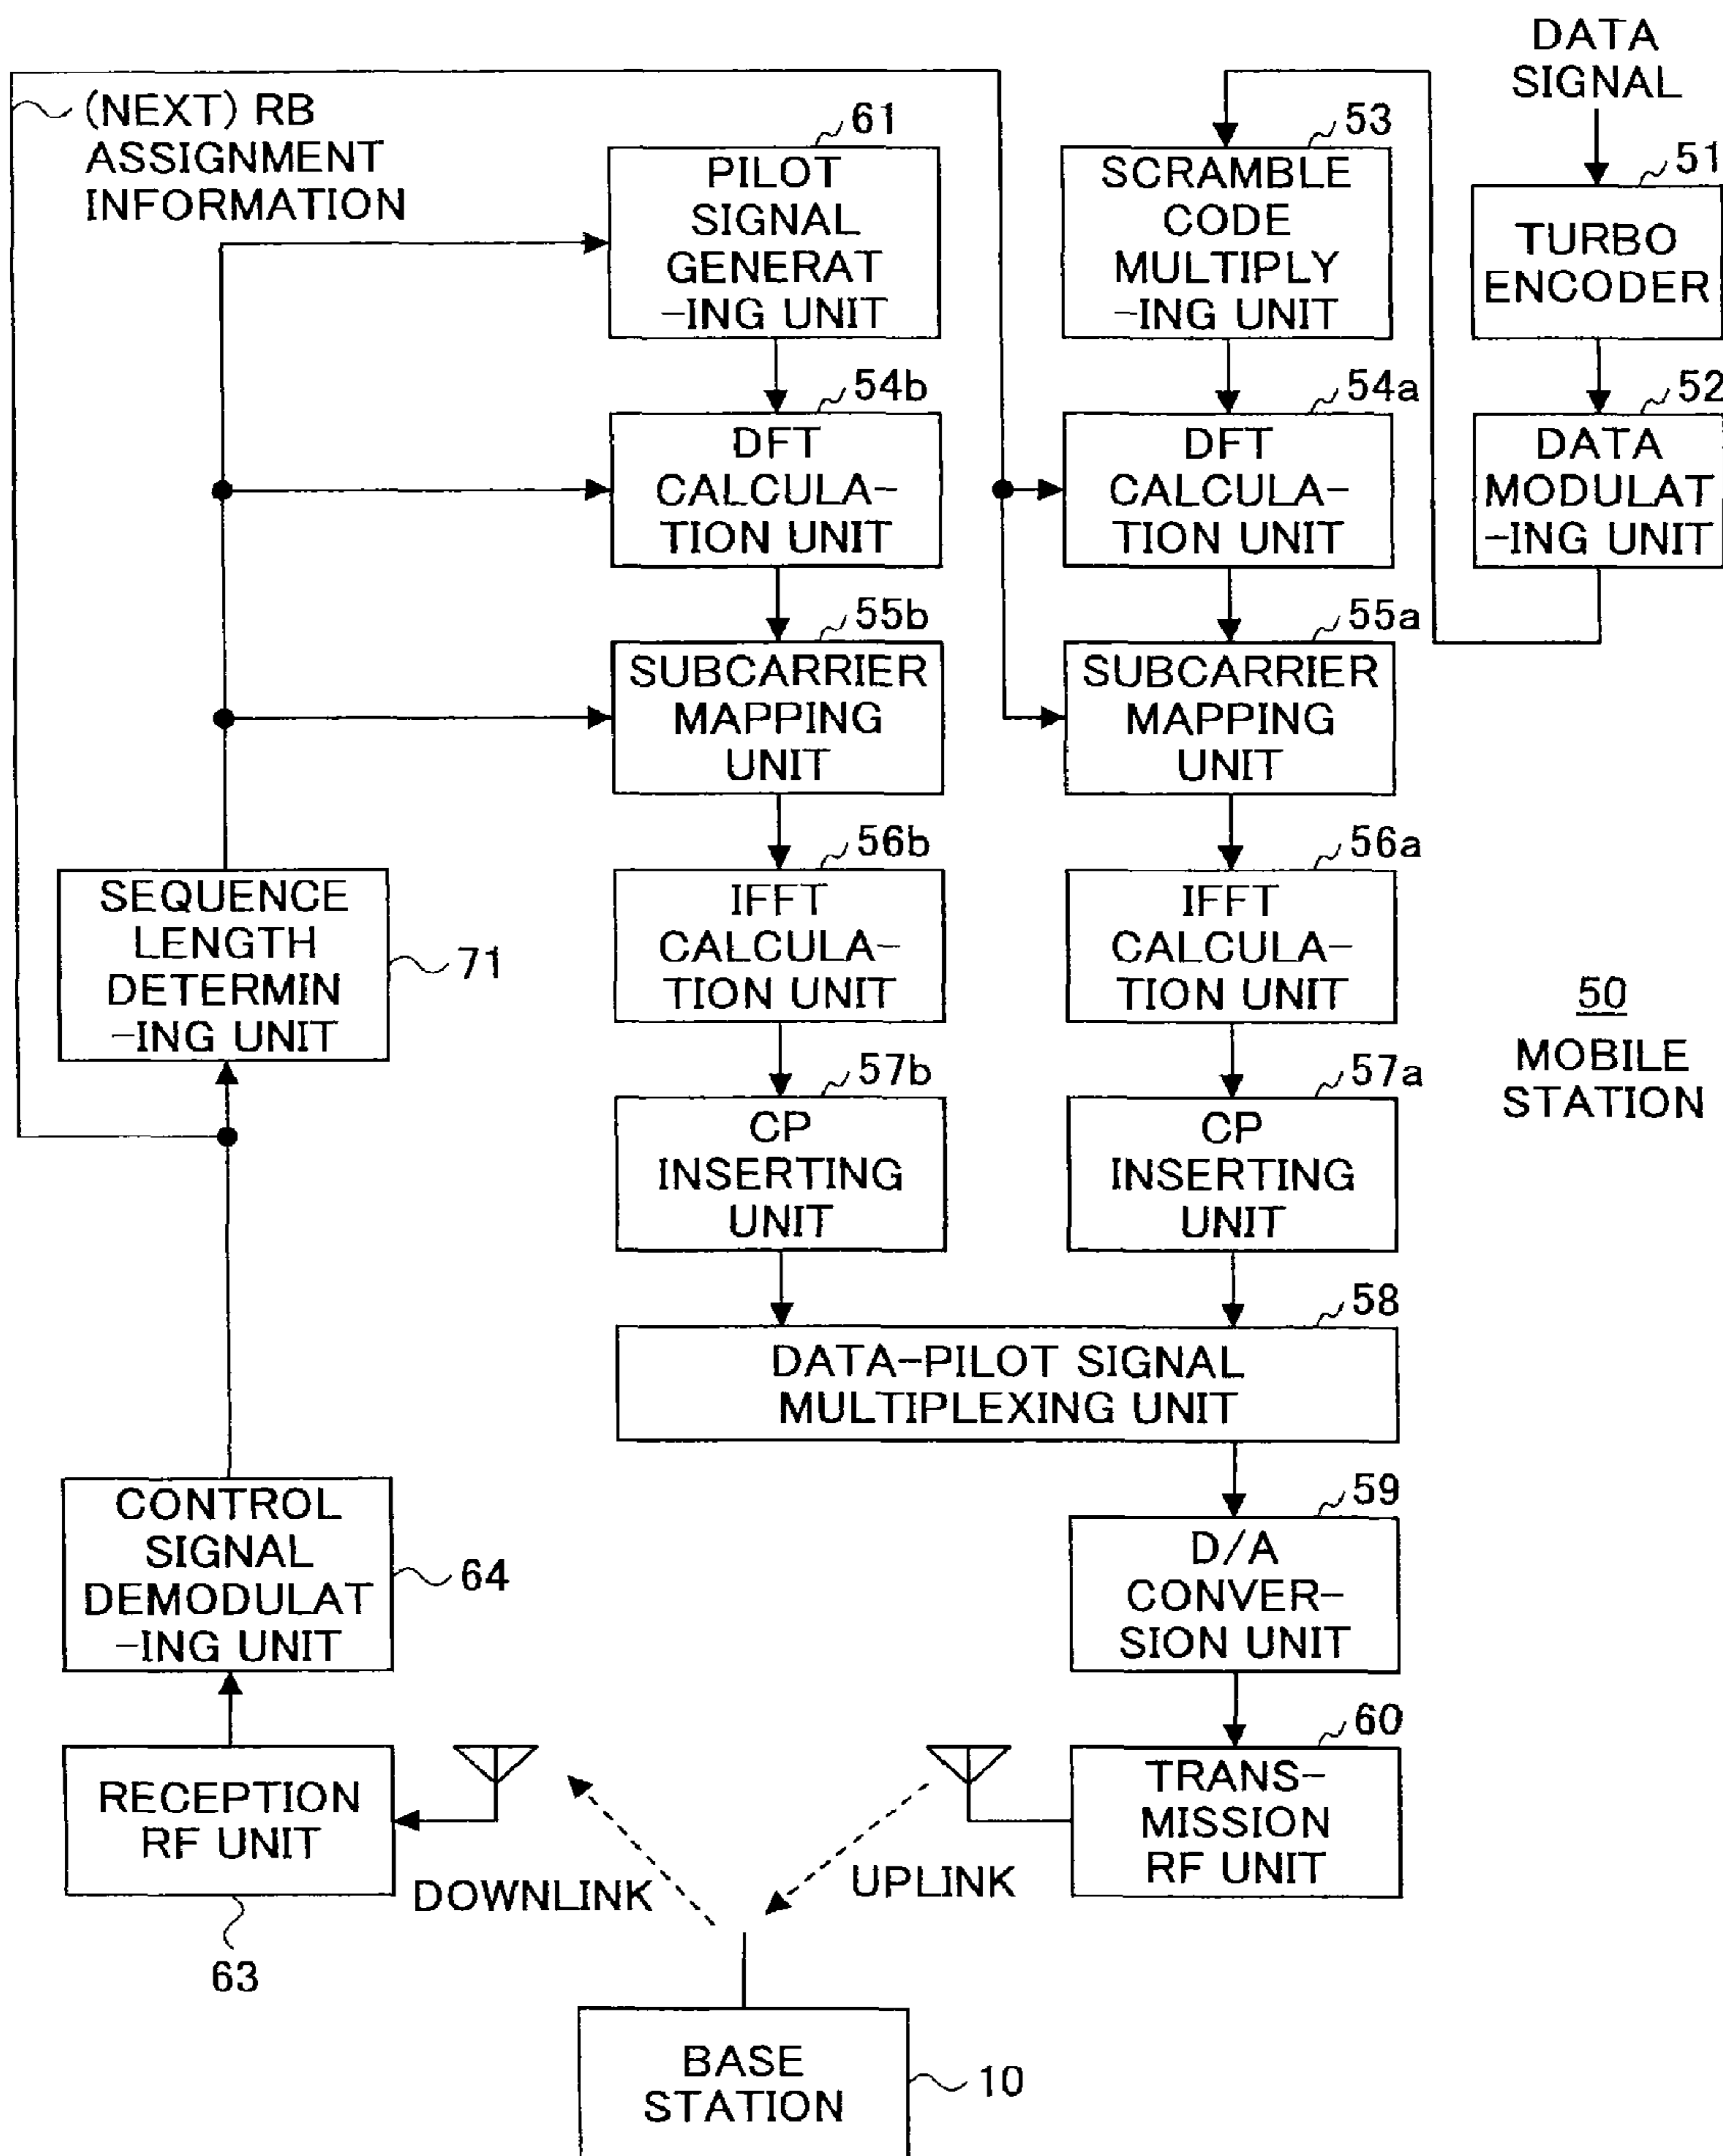 DATA
SIGNAL
(NEXT) RB
ASSIGNMENT
INFORMATION
61
PILOT
SIGNAL
GENERAT
-ING UNIT
53
SCRAMBLE
CODE
MULTIPLY
-ING UNIT
51
TURBO
ENCODER
54b
DFT
CALCULA-
TION UNIT
54a
DFT
CALCULA-
TION UNIT
52
DATA
MODULAT
-ING UNIT
55b
SUBCARRIER
MAPPING
UNIT
55a
SUBCARRIER
MAPPING
UNIT
SEQUENCE
LENGTH
DETERMIN
-ING UNIT
71
56b
IFFT
CALCULA-
TION UNIT
56a
IFFT
CALCULA-
TION UNIT
50
MOBILE
STATION
57b
CP
INSERTING
UNIT
57a
CP
INSERTING
UNIT
58
DATA-PILOT SIGNAL
MULTIPLEXING UNIT
CONTROL
SIGNAL
DEMODULAT
-ING UNIT
64
59
D/A
CONVER-
SION UNIT
RECEPTION
RF UNIT
63
DOWNLINK
UPLINK
60
TRANS-
MISSION
RF UNIT
BASE
STATION
10